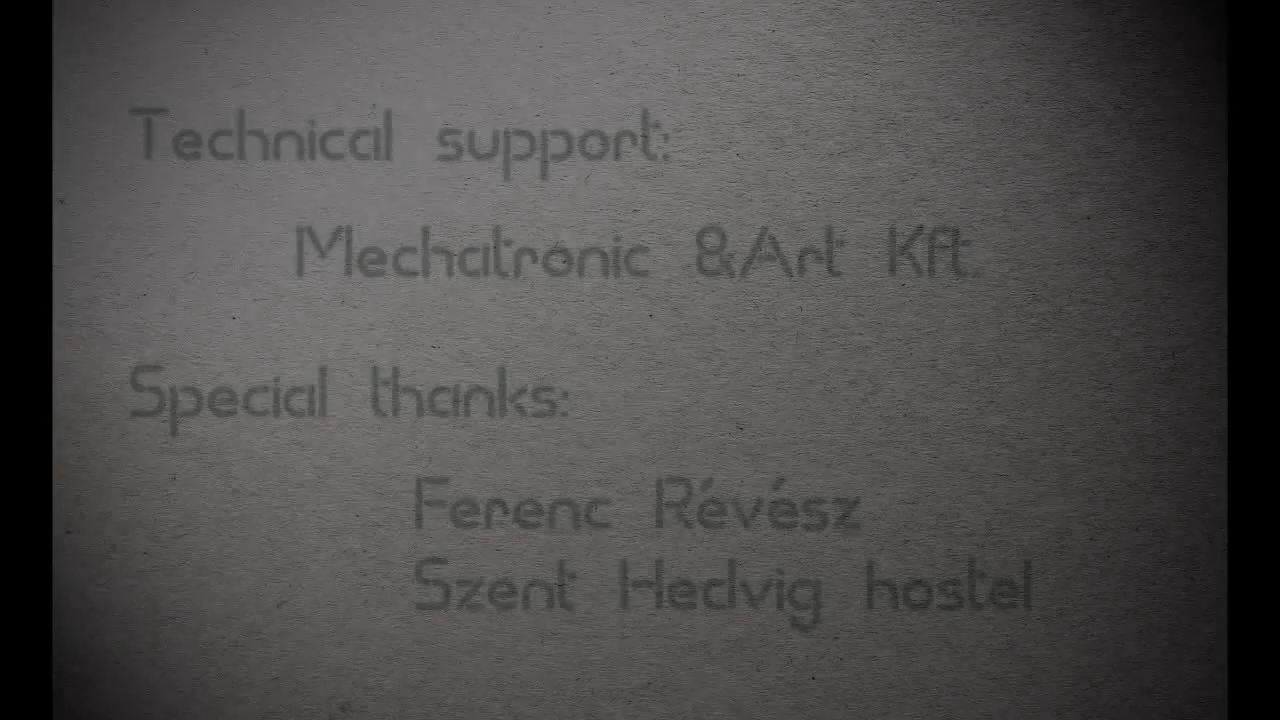 Technical support:
Mechatronic &Art Kft.
Special thanks:
Ferenc Révész
Szent Hedvig hostel